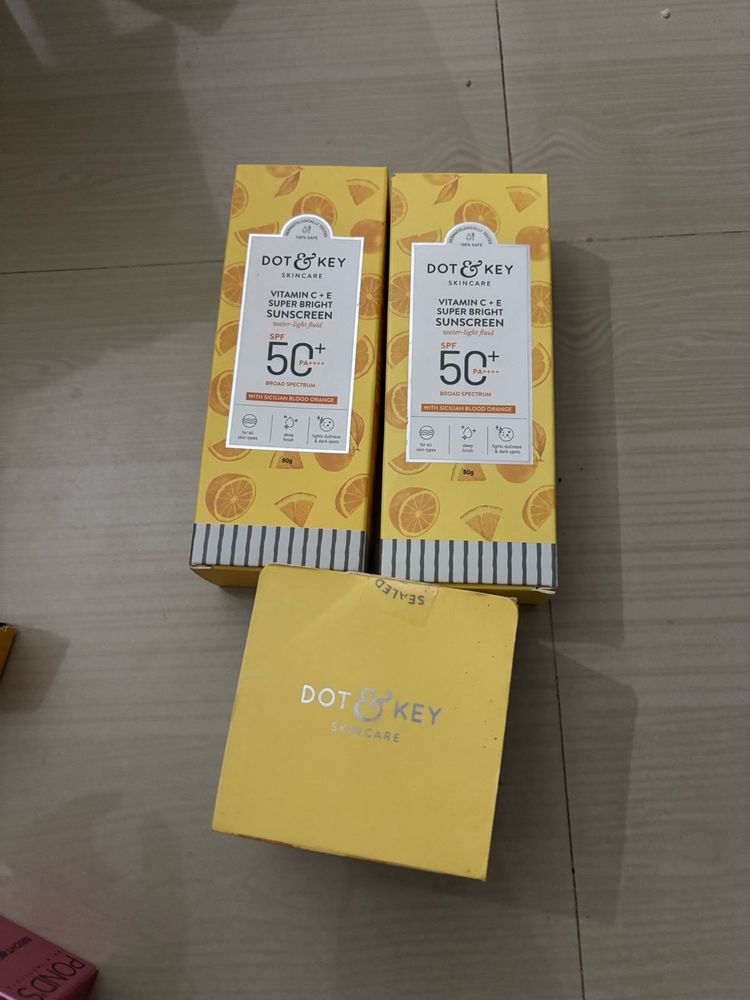 DERMATOLOGICALLY TESTED
100% SAFE
DOT & KEY
SKINCARE
VITAMIN C + E
SUPER BRIGHT
SUNSCREEN
water-light fluid
SPF
50+
PA++++
BROAD SPECTRUM
WITH SICILIAN BLOOD ORANGE
for all
skin types
dewy
finish
fights dullness
& dark spots
80g
DERMATOLOGICALLY TESTED
100% SAFE
DOT & KEY
SKINCARE
VITAMIN C + E
SUPER BRIGHT
SUNSCREEN
water-light fluid
SPF
50+
PA++++
BROAD SPECTRUM
WITH SICILIAN BLOOD ORANGE
for all
skin types
dewy
finish
fights dullness
& dark spots
80g
SEALED
DOT & KEY
SKINCARE
POND'S
BRIGHT